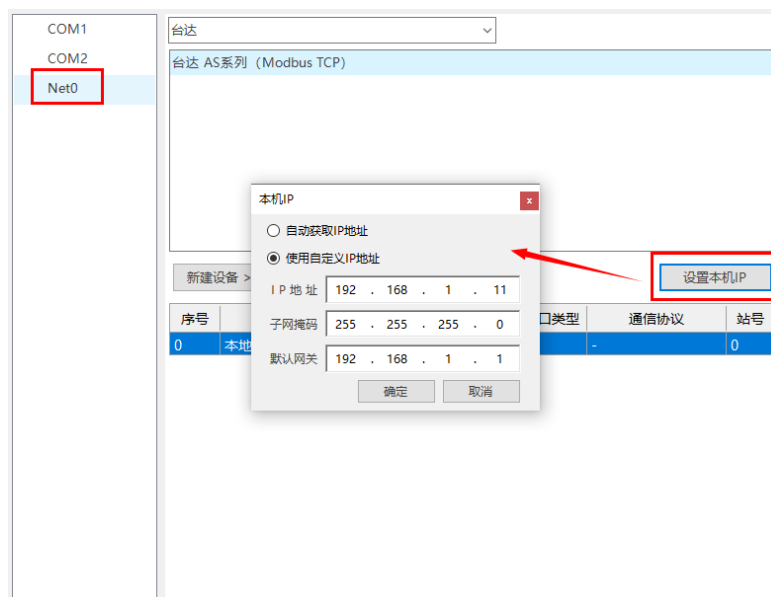 COM1
COM2
Net0
台达
台达 AS系列（Modbus TCP）
本机IP
x
自动获取IP地址
使用自定义IP地址
IP地址 192 . 168 . 1 . 11
子网掩码 255 . 255 . 255 . 0
默认网关 192 . 168 . 1 . 1
确定 取消
新建设备 >
设置本机IP
序号 口类型 通信协议 站号
0 本地 - 0